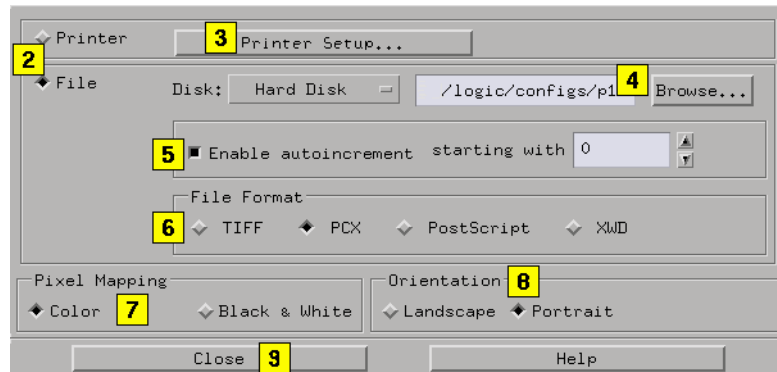 Printer 3 Printer Setup...
2
File Disk: Hard Disk /logic/configs/p1 4 Browse...
5 Enable autoincrement starting with 0
File Format
6 TIFF PCX PostScript XWD
Pixel Mapping Orientation 8
Color 7 Black & White Landscape Portrait
Close 9 Help